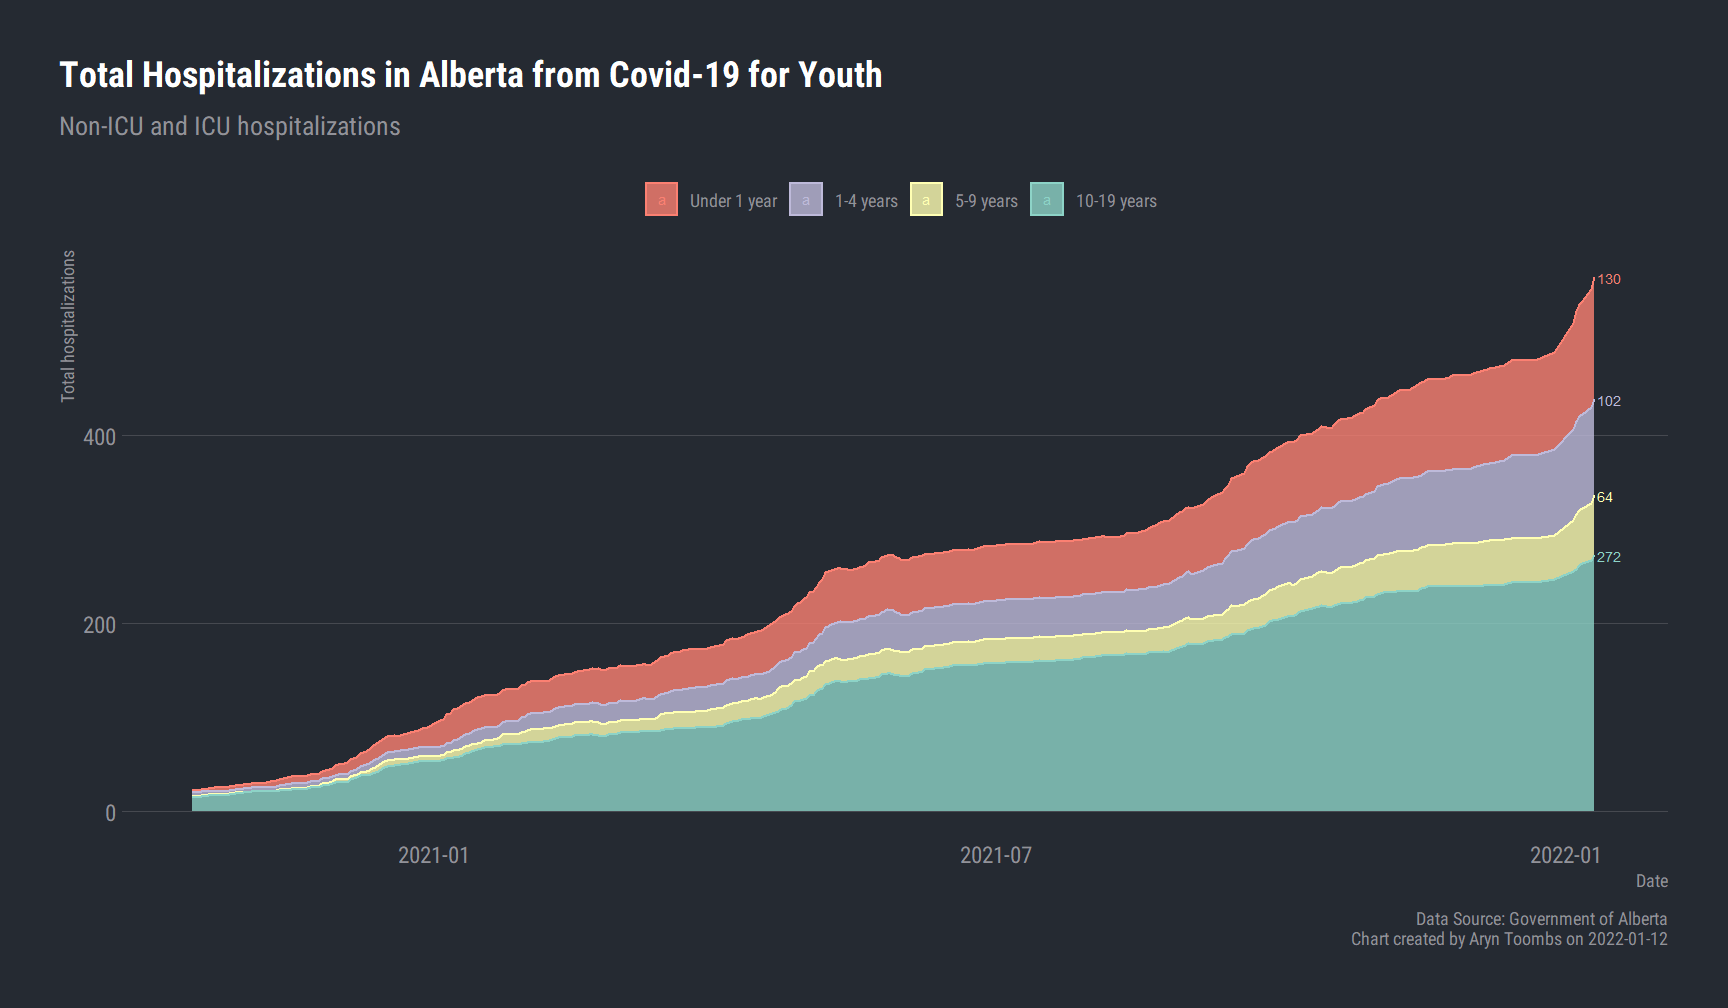 Total Hospitalizations in Alberta from Covid-19 for Youth
Non-ICU and ICU hospitalizations
a Under 1 year a 1-4 years a 5-9 years a 10-19 years
Total hospitalizations
130
102
400
64
272
200
0
2021-01 2021-07 2022-01
Date
Data Source: Government of Alberta
Chart created by Aryn Toombs on 2022-01-12